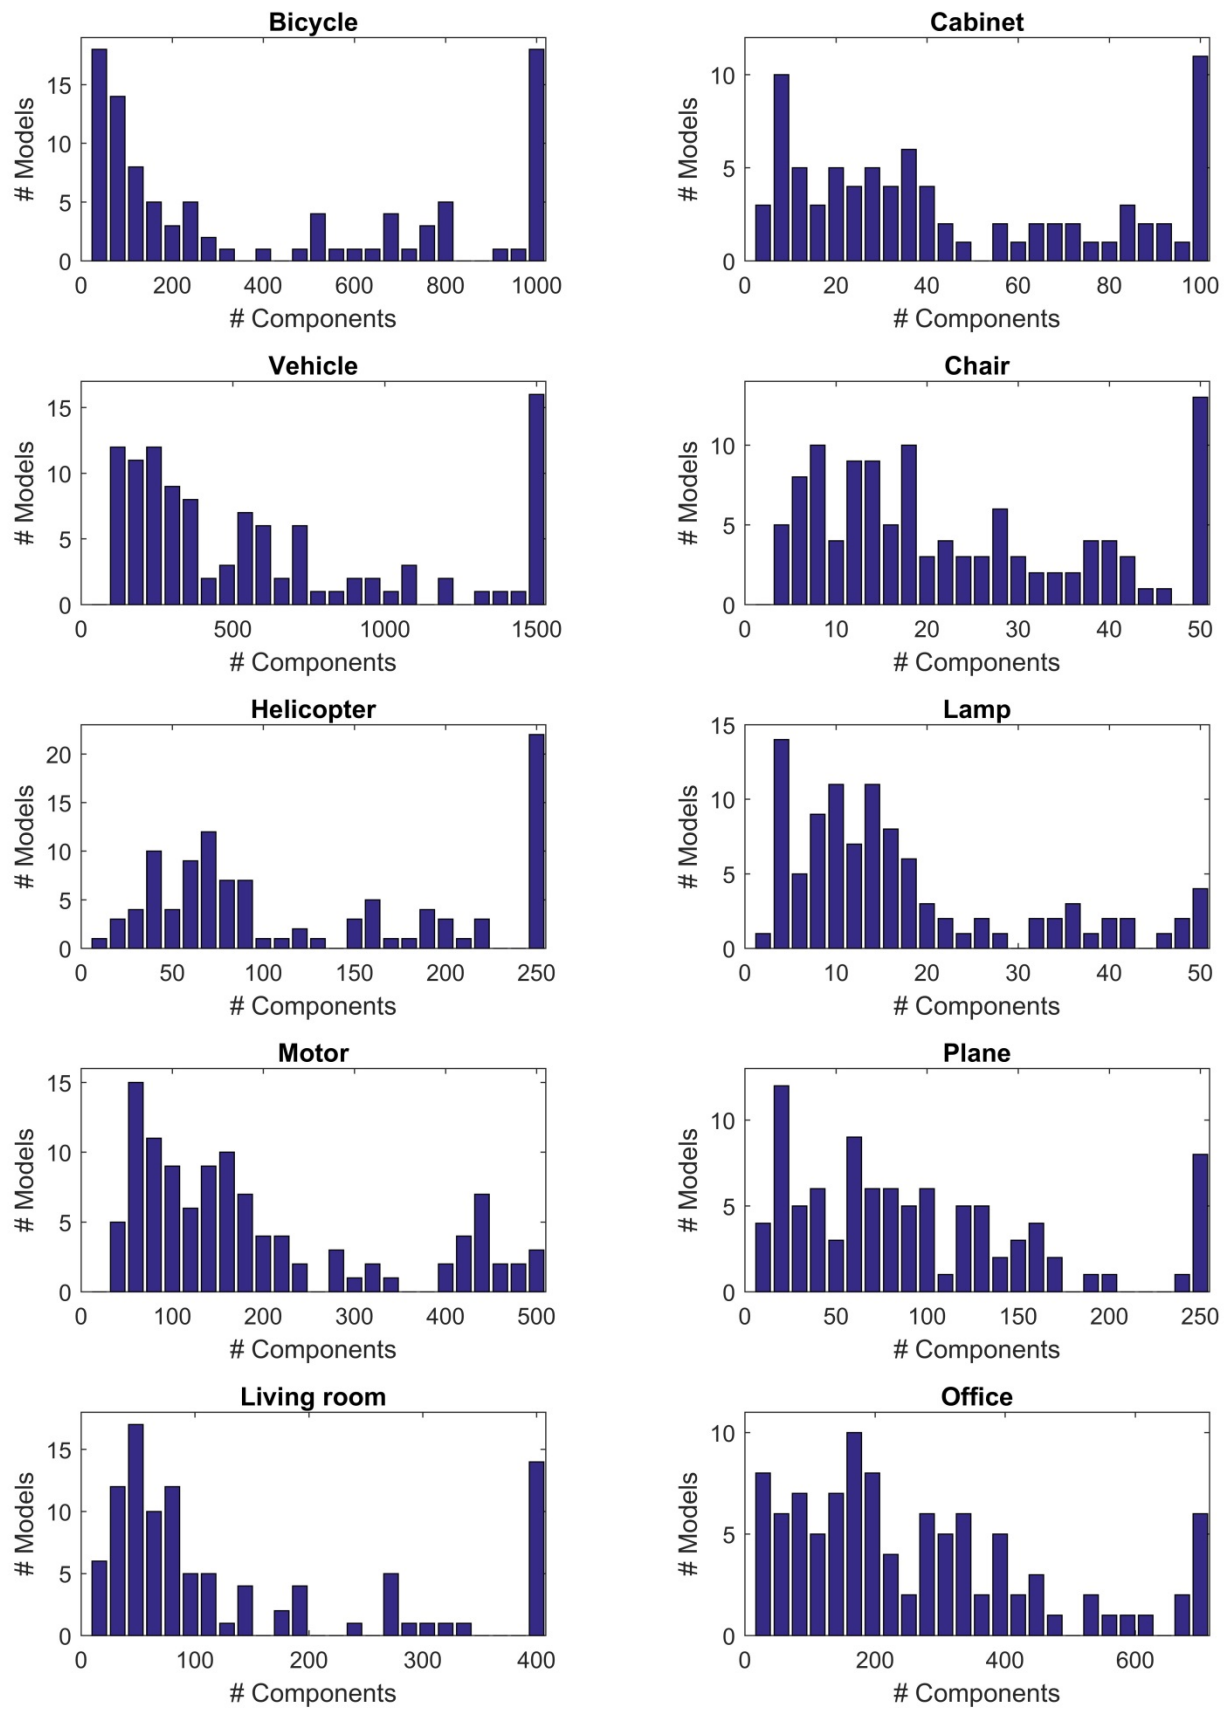 Bicycle
15
10
5
0
# Models
0 200 400 600 800 1000
# Components
Cabinet
10
5
0
# Models
0 20 40 60 80 100
# Components
Vehicle
15
10
5
0
# Models
0 500 1000 1500
# Components
Chair
10
5
0
# Models
0 10 20 30 40 50
# Components
Helicopter
20
15
10
5
0
# Models
0 50 100 150 200 250
# Components
Lamp
15
10
5
0
# Models
0 10 20 30 40 50
# Components
Motor
15
10
5
0
# Models
0 100 200 300 400 500
# Components
Plane
10
5
0
# Models
0 50 100 150 200 250
# Components
Living room
15
10
5
0
# Models
0 100 200 300 400
# Components
Office
10
5
0
# Models
0 200 400 600
# Components